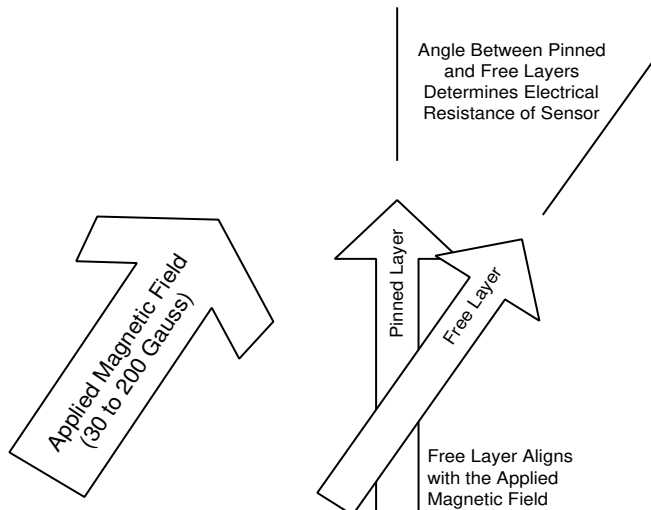 Angle Between Pinned
and Free Layers
Determines Electrical
Resistance of Sensor
Applied Magnetic Field
(30 to 200 Gauss)
Pinned Layer
Free Layer
Free Layer Aligns
with the Applied
Magnetic Field